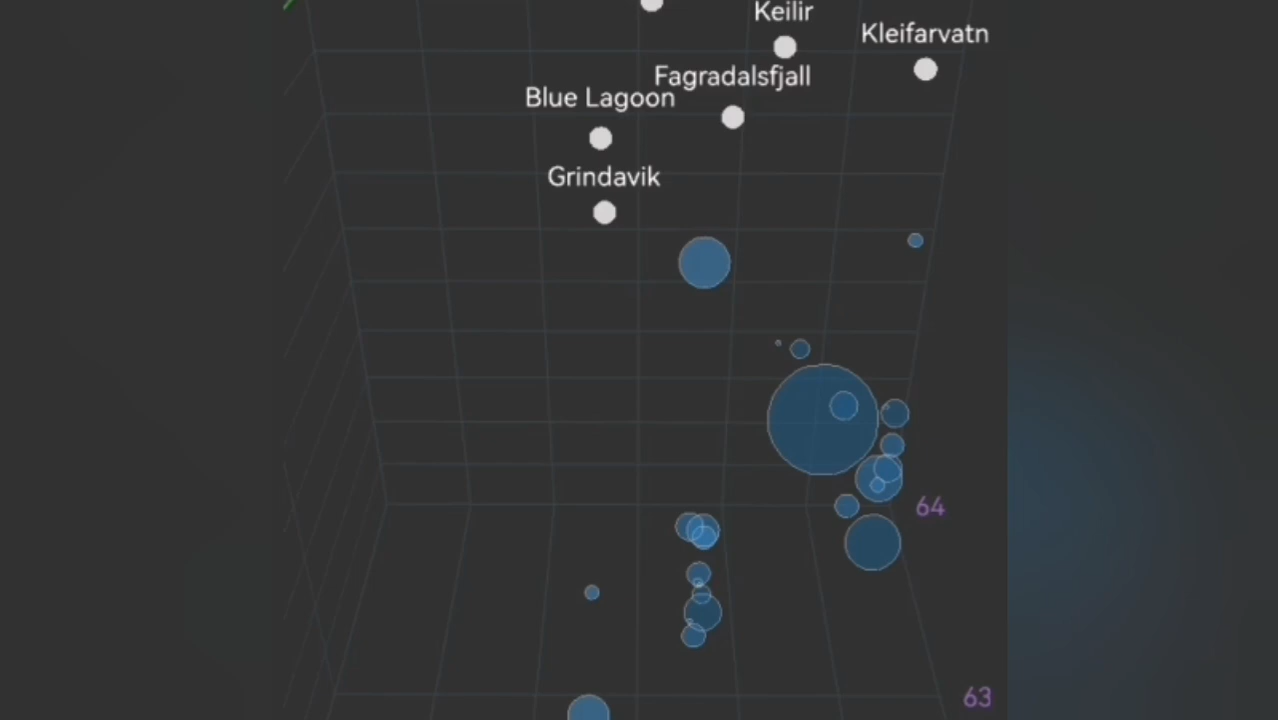 Keilir
Kleifarvatn
Fagradalsfjall
Blue Lagoon
Grindavik
64
63